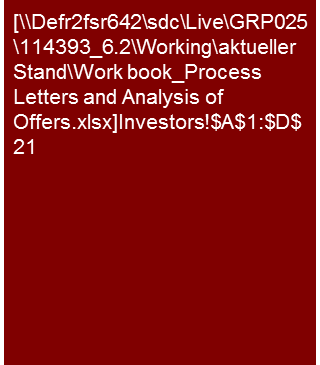 [\\Defr2fsr642\sdc\Live\GRP025
\114393_6.2\Working\aktueller
Stand\Work book_Process
Letters and Analysis of
Offers.xlsx]Investors!$A$1:$D$
21